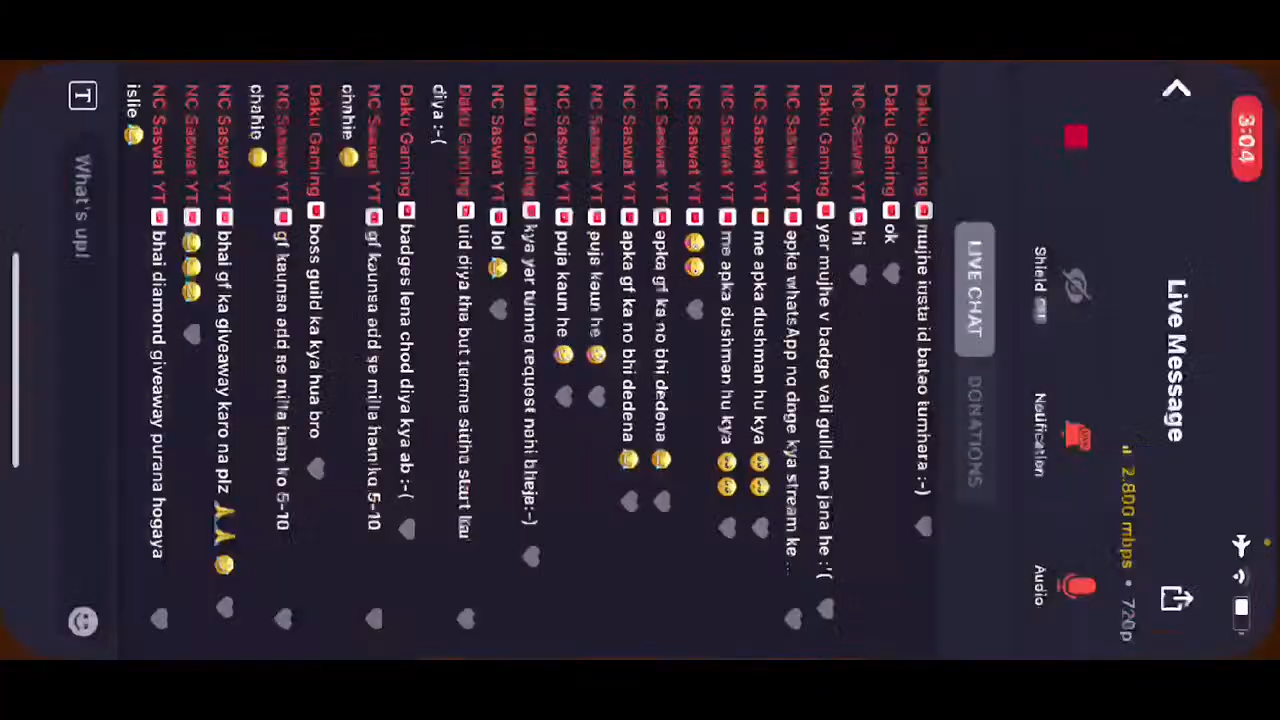 3:04
Live Message
2.800 mbps • 720p
Shield
Notification
Audio
LIVE CHAT
DONATIONS
Daku Gaming mujhe insta id batao tumhara :-)
Daku Gaming ok
NC Saswat YT hi
Daku Gaming yar mujhe v badge vali guild me jana he :'(
NC Saswat YT apka whatsApp no doge kya stream ke ...
NC Saswat YT me apka dushman hu kya 🥺🥺
NC Saswat YT me apka dushman hu kya 🥺🥺
NC Saswat YT
NC Saswat YT apka gf ka no bhi dedena 😂
NC Saswat YT apka gf ka no bhi dedena 😂
NC Saswat YT puja kaun he
NC Saswat YT puja kaun he
Daku Gaming kya yar tumne request nahi bheja:-)
NC Saswat YT lol 😂
Daku Gaming uid diya tha but tumne sidha start kar
diya :-(
Daku Gaming badges lena chod diya kya ab :-(
NC Saswat YT gf kaunsa add se milta ham ko 5-10
chahie
Daku Gaming boss guild ka kya hua bro
NC Saswat YT gf kaunsa add se milta ham ko 5-10
chahie
NC Saswat YT bhai gf ka giveaway karo na plz 🙏🙏
NC Saswat YT 😂😂😂
NC Saswat YT bhai diamond giveaway purana hogaya
islie 😂
T
What's up!